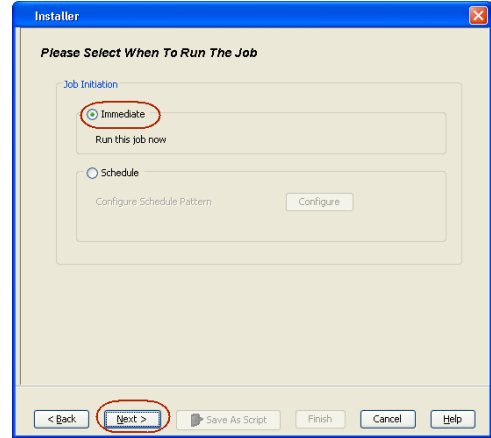 Installer
Please Select When To Run The Job
Job Initiation
Immediate
Run this job now
Schedule
Configure Schedule Pattern Configure
< Back Next > Save As Script Finish Cancel Help